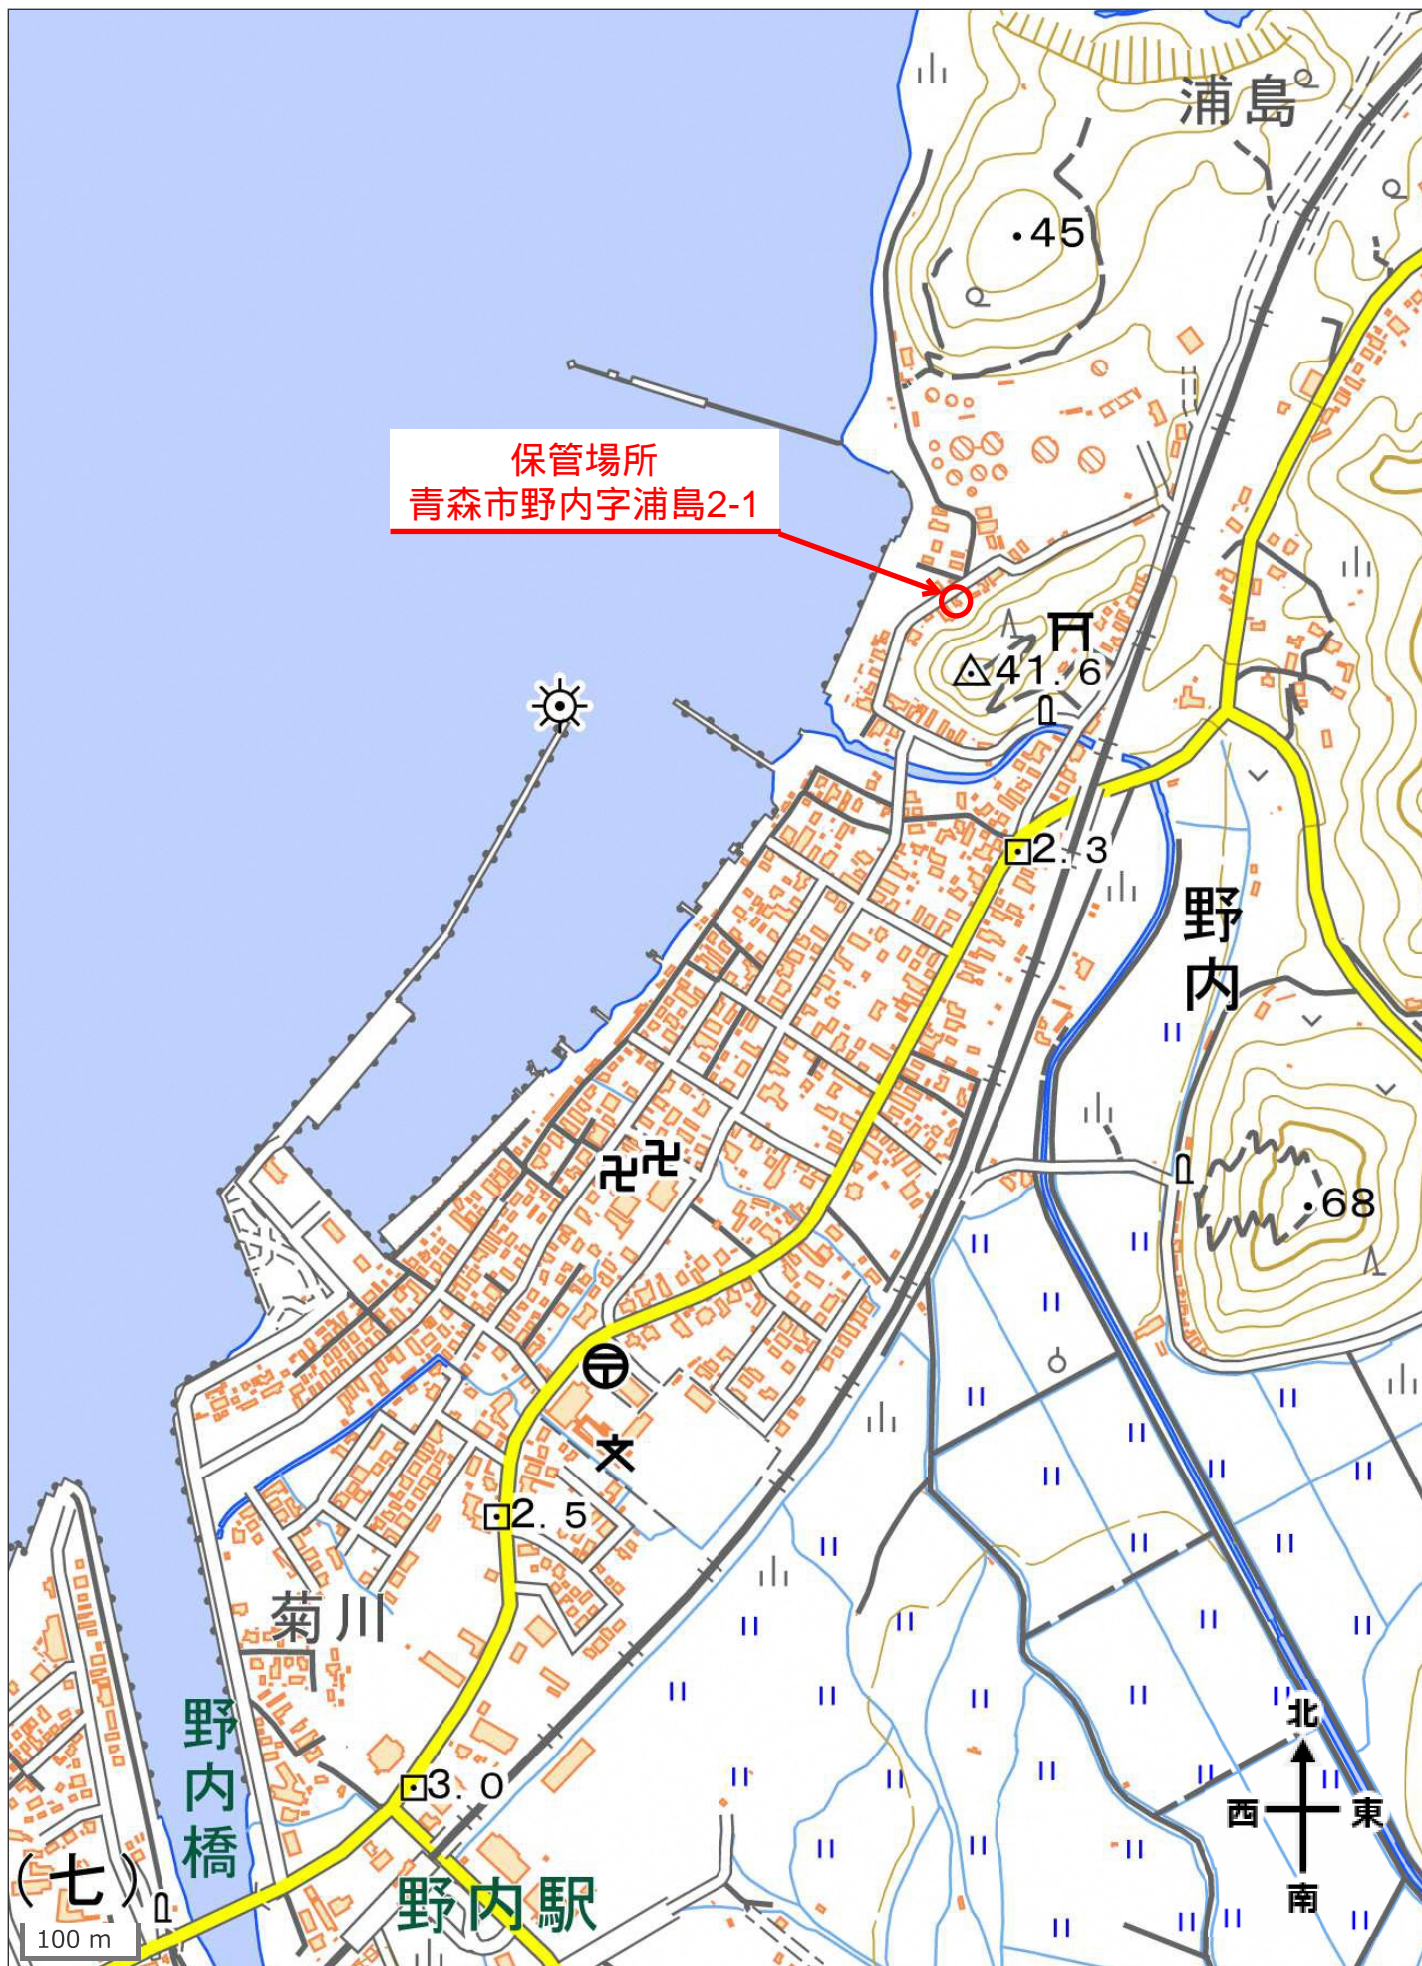 浦島
45
保管場所
青森市野内字浦島2-1
41.6
2.3
野内
68
2.5
菊川
野内橋
3.0
北
西 東
南
(七)
野内駅
100 m